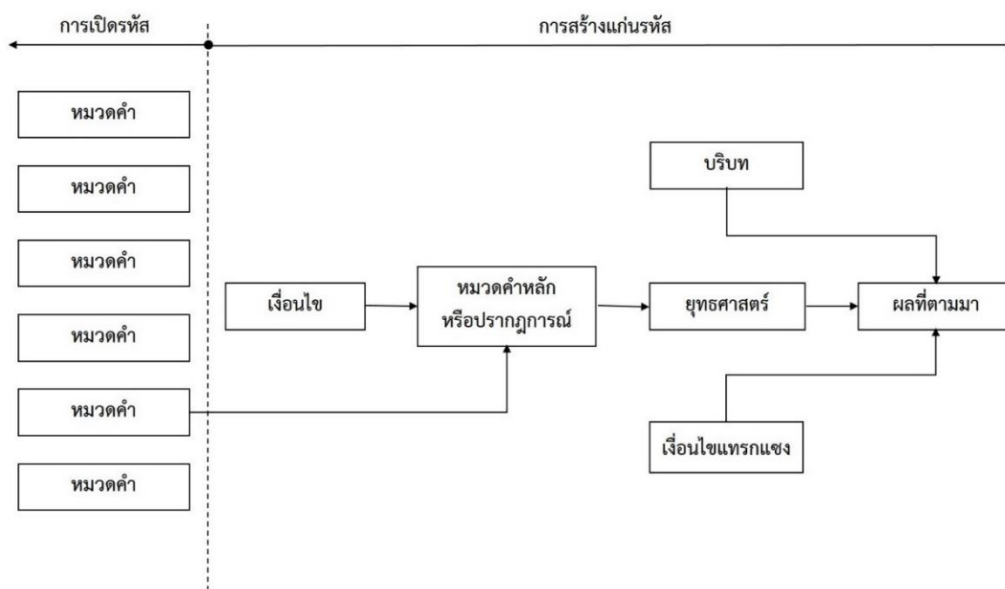 การเปิดรหัส
การสร้างแก่นรหัส
หมวดคำ
หมวดคำ
หมวดคำ
หมวดคำ
หมวดคำ
หมวดคำ
เงื่อนไข
หมวดคำหลัก
หรือปรากฎการณ์
บริบท
ยุทธศาสตร์
ผลที่ตามมา
เงื่อนไขแทรกแซง